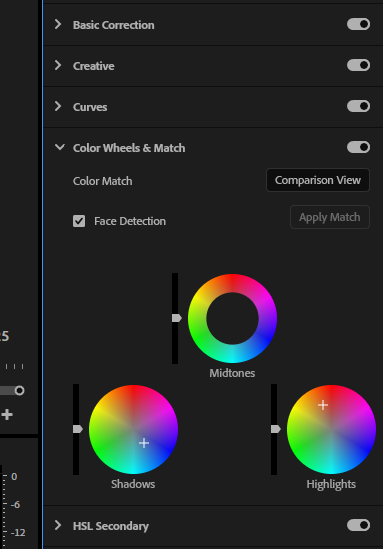 Basic Correction
Creative
Curves
Color Wheels & Match
Color Match
Comparison View
Face Detection
Apply Match
Midtones
Shadows
Highlights
HSL Secondary
25
0
-6
-12